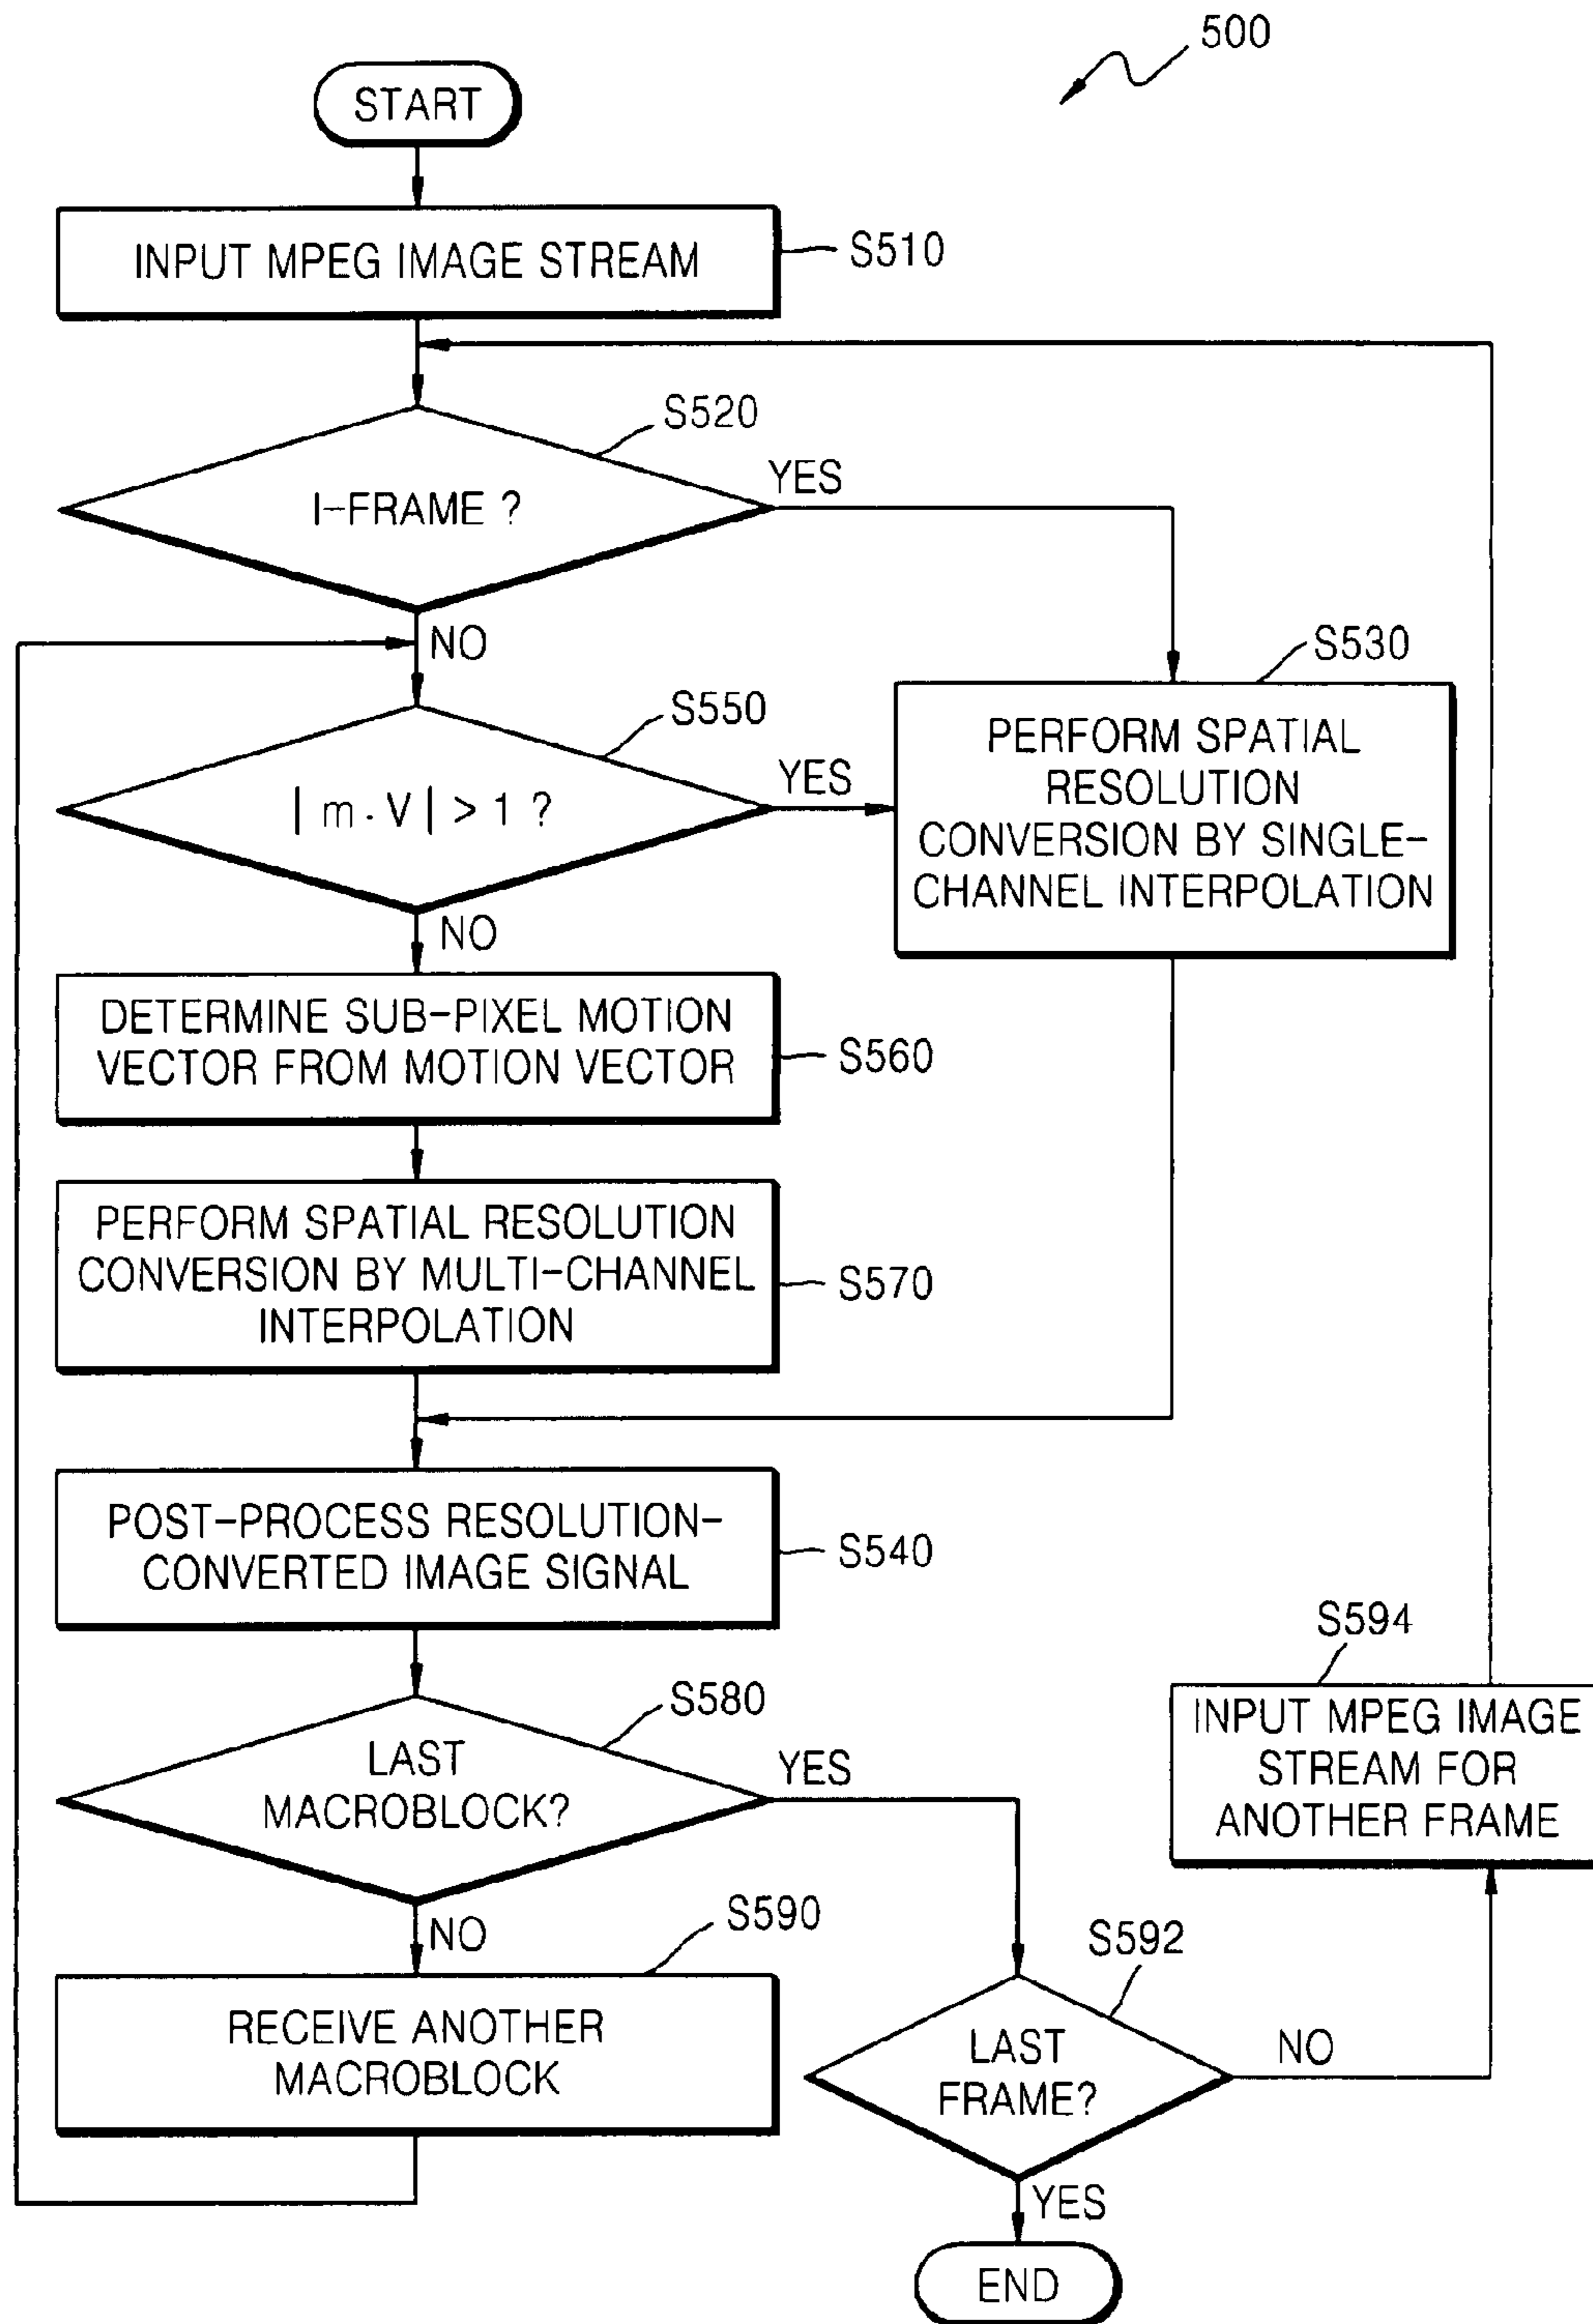 500
START
INPUT MPEG IMAGE STREAM
S510
S520
I-FRAME ?
YES
NO
S530
PERFORM SPATIAL
RESOLUTION
CONVERSION BY SINGLE-
CHANNEL INTERPOLATION
S550
| m . V | > 1 ?
YES
NO
DETERMINE SUB-PIXEL MOTION
VECTOR FROM MOTION VECTOR
S560
PERFORM SPATIAL RESOLUTION
CONVERSION BY MULTI-CHANNEL
INTERPOLATION
S570
POST-PROCESS RESOLUTION-
CONVERTED IMAGE SIGNAL
S540
S580
LAST
MACROBLOCK?
YES
NO
S594
INPUT MPEG IMAGE
STREAM FOR
ANOTHER FRAME
S590
RECEIVE ANOTHER
MACROBLOCK
S592
LAST
FRAME?
NO
YES
END